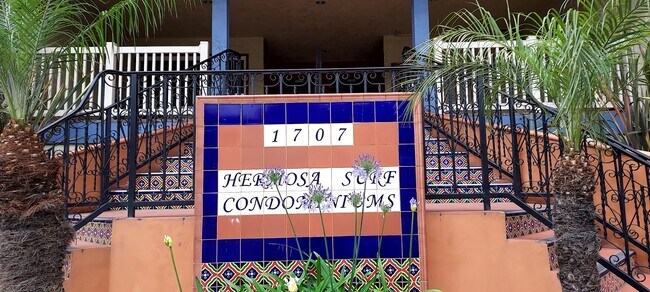 1707
HERMOSA SURF
CONDOMINIUMS